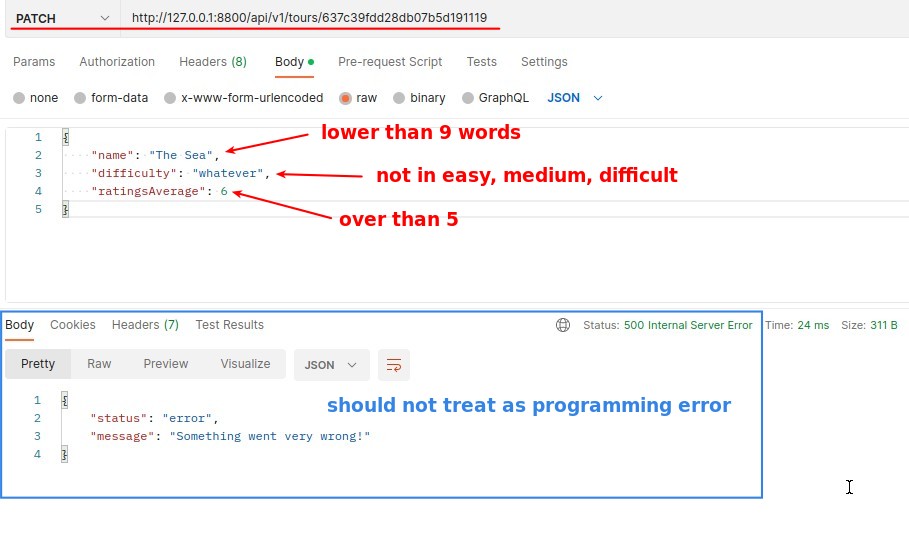 PATCH http://127.0.0.1:8800/api/v1/tours/637c39fdd28db07b5d191119
Params Authorization Headers (8) Body Pre-request Script Tests Settings
none form-data x-www-form-urlencoded raw binary GraphQL JSON
1 {
lower than 9 words
2 "name": "The Sea",
3 "difficulty": "whatever",
not in easy, medium, difficult
4 "ratingsAverage": 6
5 }
over than 5
Body Cookies Headers (7) Test Results Status: 500 Internal Server Error Time: 24 ms Size: 311 B
Pretty Raw Preview Visualize JSON
1 {
should not treat as programming error
2 "status": "error",
3 "message": "Something went very wrong!"
4 }